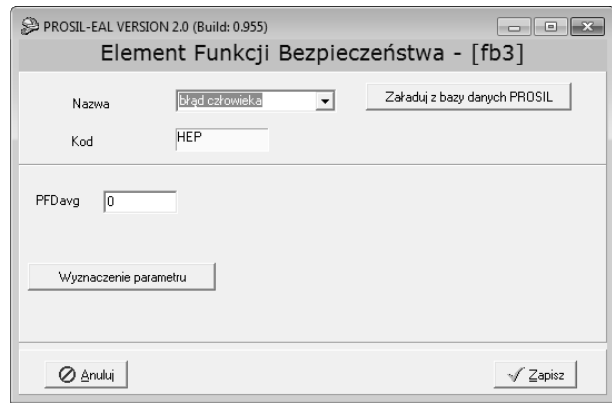 PROSIL-EAL VERSION 2.0 (Build: 0.955)
Element Funkcji Bezpieczeństwa - [fb3]
Nazwa błąd człowieka Załaduj z bazy danych PROSIL
Kod HEP
PFDavg 0
Wyznaczenie parametru
Anuluj Zapisz